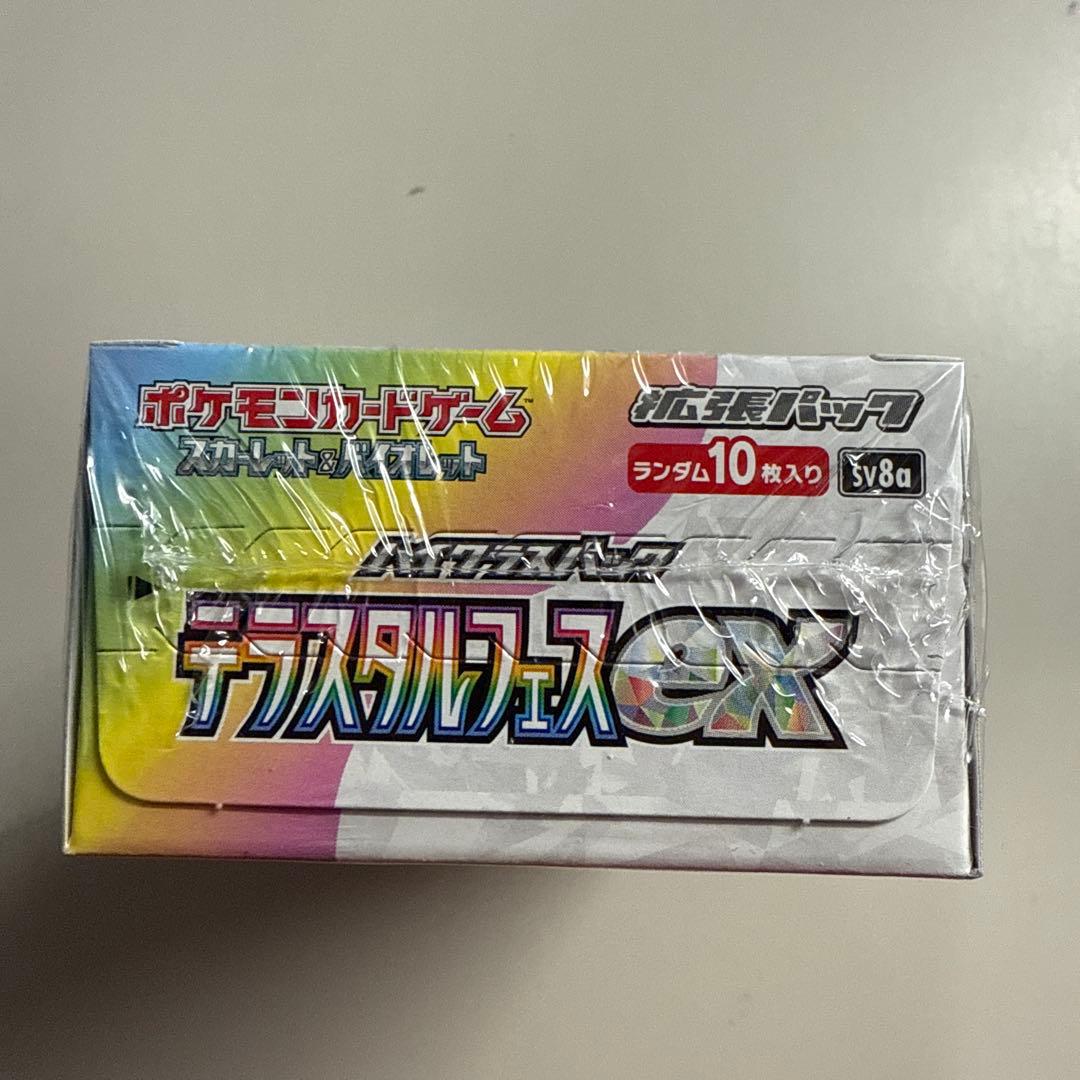 ポケモンカードゲーム™
スカーレット&バイオレット
拡張パック
ランダム10枚入り
sv8a
ハイクラスパック
テラスタルフェスex